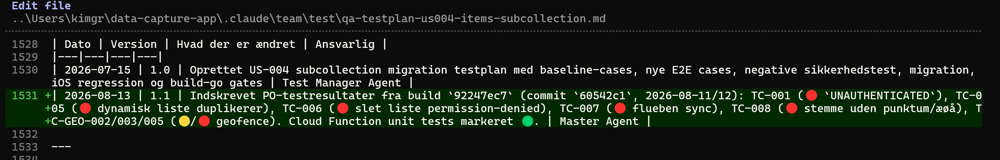 Edit file
..\Users\kimgr\data-capture-app\.claude\team\test\qa-testplan-us004-items-subcollection.md
1528 | Dato | Version | Hvad der er ændret | Ansvarlig |
1529 |---|---|---|---|
1530 | 2026-07-15 | 1.0 | Oprettet US-004 subcollection migration testplan med baseline-cases, nye E2E cases, negative sikkerhedstest, migration,
iOS regression og build-go gates | Test Manager Agent |
1531 +| 2026-08-13 | 1.1 | Indskrevet PO-testresultater fra build `92247ec7` (commit `60542c1`, 2026-08-11/12): TC-001 (🔴 `UNAUTHENTICATED`), TC-0
+05 (🔴 dynamisk liste duplikerer), TC-006 (🔴 slet liste permission-denied), TC-007 (🔴 flueben sync), TC-008 (🔴 stemme uden punktum/æøå), T
+C-GEO-002/003/005 (🟡/🔴 geofence). Cloud Function unit tests markeret 🟢. | Master Agent |
1532
1533 ---
1534